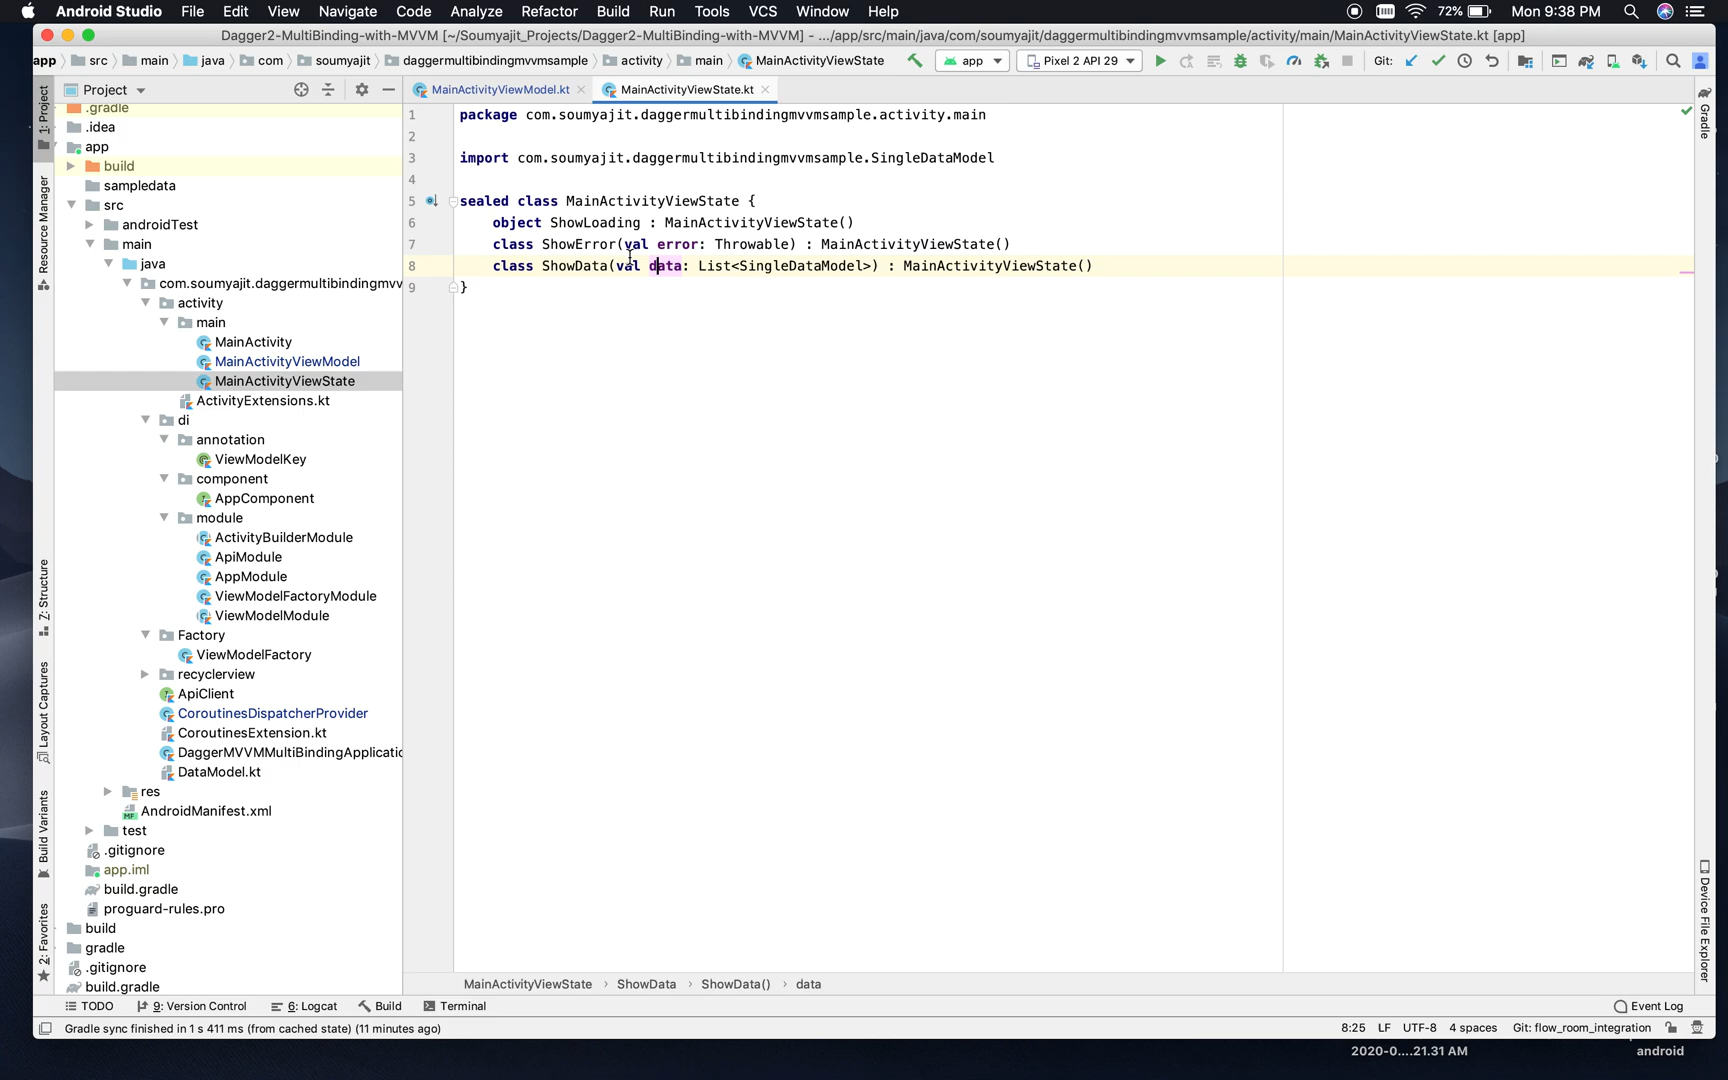 Android Studio File Edit View Navigate Code Analyze Refactor Build Run Tools VCS Window Help 72% Mon 9:38 PM
Dagger2-MultiBinding-with-MVVM [~/Soumyajit_Projects/Dagger2-MultiBinding-with-MVVM] - .../app/src/main/java/com/soumyajit/daggermultibindingmvvmsample/activity/main/MainActivityViewState.kt [app]
app src main java com soumyajit daggermultibindingmvvmsample activity main MainActivityViewState app Pixel 2 API 29 Git:
Project MainActivityViewModel.kt MainActivityViewState.kt
1: Project
Resource Manager
Z: Structure
Layout Captures
Build Variants
2: Favorites
.gradle
.idea
app
build
sampledata
src
androidTest
main
java
com.soumyajit.daggermultibindingmvv
activity
main
MainActivity
MainActivityViewModel
MainActivityViewState
ActivityExtensions.kt
di
annotation
ViewModelKey
component
AppComponent
module
ActivityBuilderModule
ApiModule
AppModule
ViewModelFactoryModule
ViewModelModule
Factory
ViewModelFactory
recyclerview
ApiClient
CoroutinesDispatcherProvider
CoroutinesExtension.kt
DaggerMVVMMultiBindingApplicatio
DataModel.kt
res
AndroidManifest.xml
test
.gitignore
app.iml
build.gradle
proguard-rules.pro
build
gradle
.gitignore
build.gradle
1 package com.soumyajit.daggermultibindingmvvmsample.activity.main
2
3 import com.soumyajit.daggermultibindingmvvmsample.SingleDataModel
4
5 sealed class MainActivityViewState {
6 object ShowLoading : MainActivityViewState()
7 class ShowError(val error: Throwable) : MainActivityViewState()
8 class ShowData(val data: List<SingleDataModel>) : MainActivityViewState()
9 }
Gradle
Device File Explorer
MainActivityViewState › ShowData › ShowData() › data
TODO 9: Version Control 6: Logcat Build Terminal Event Log
Gradle sync finished in 1 s 411 ms (from cached state) (11 minutes ago) 8:25 LF UTF-8 4 spaces Git: flow_room_integration
2020-0....21.31 AM android